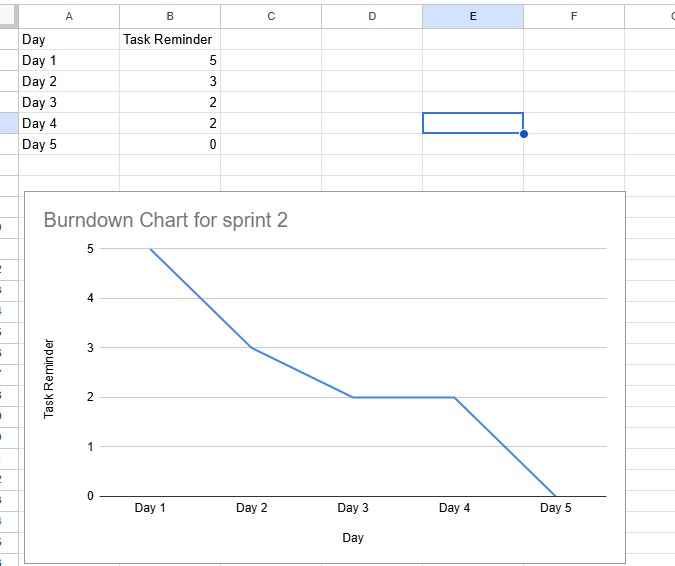 A B C D E F
Day Task Reminder
Day 1 5
Day 2 3
Day 3 2
Day 4 2
Day 5 0
Burndown Chart for sprint 2
5
4
3
2
1
0
Task Reminder
Day 1 Day 2 Day 3 Day 4 Day 5
Day